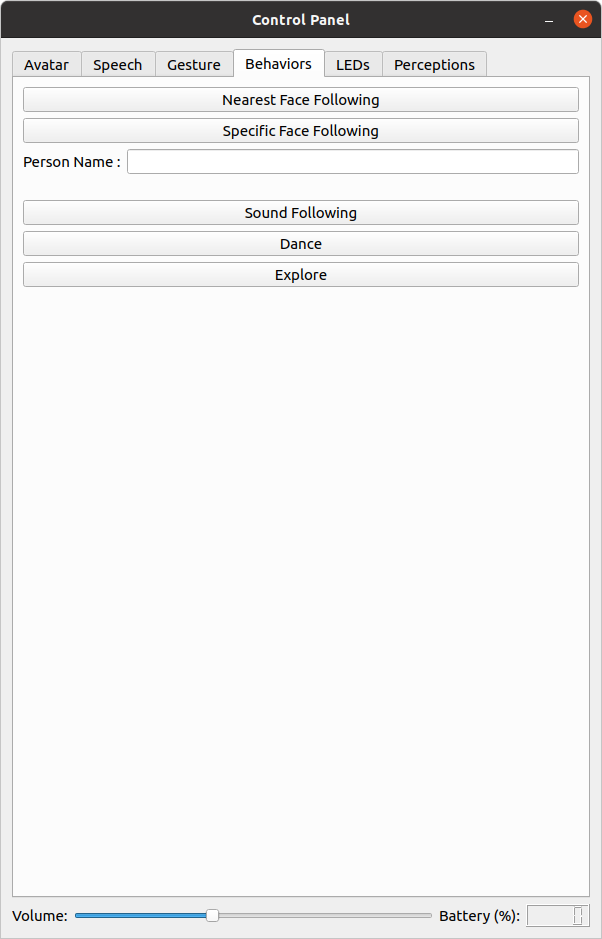 Control Panel
Avatar Speech Gesture Behaviors LEDs Perceptions
Nearest Face Following
Specific Face Following
Person Name :
Sound Following
Dance
Explore
Volume: Battery (%): 0